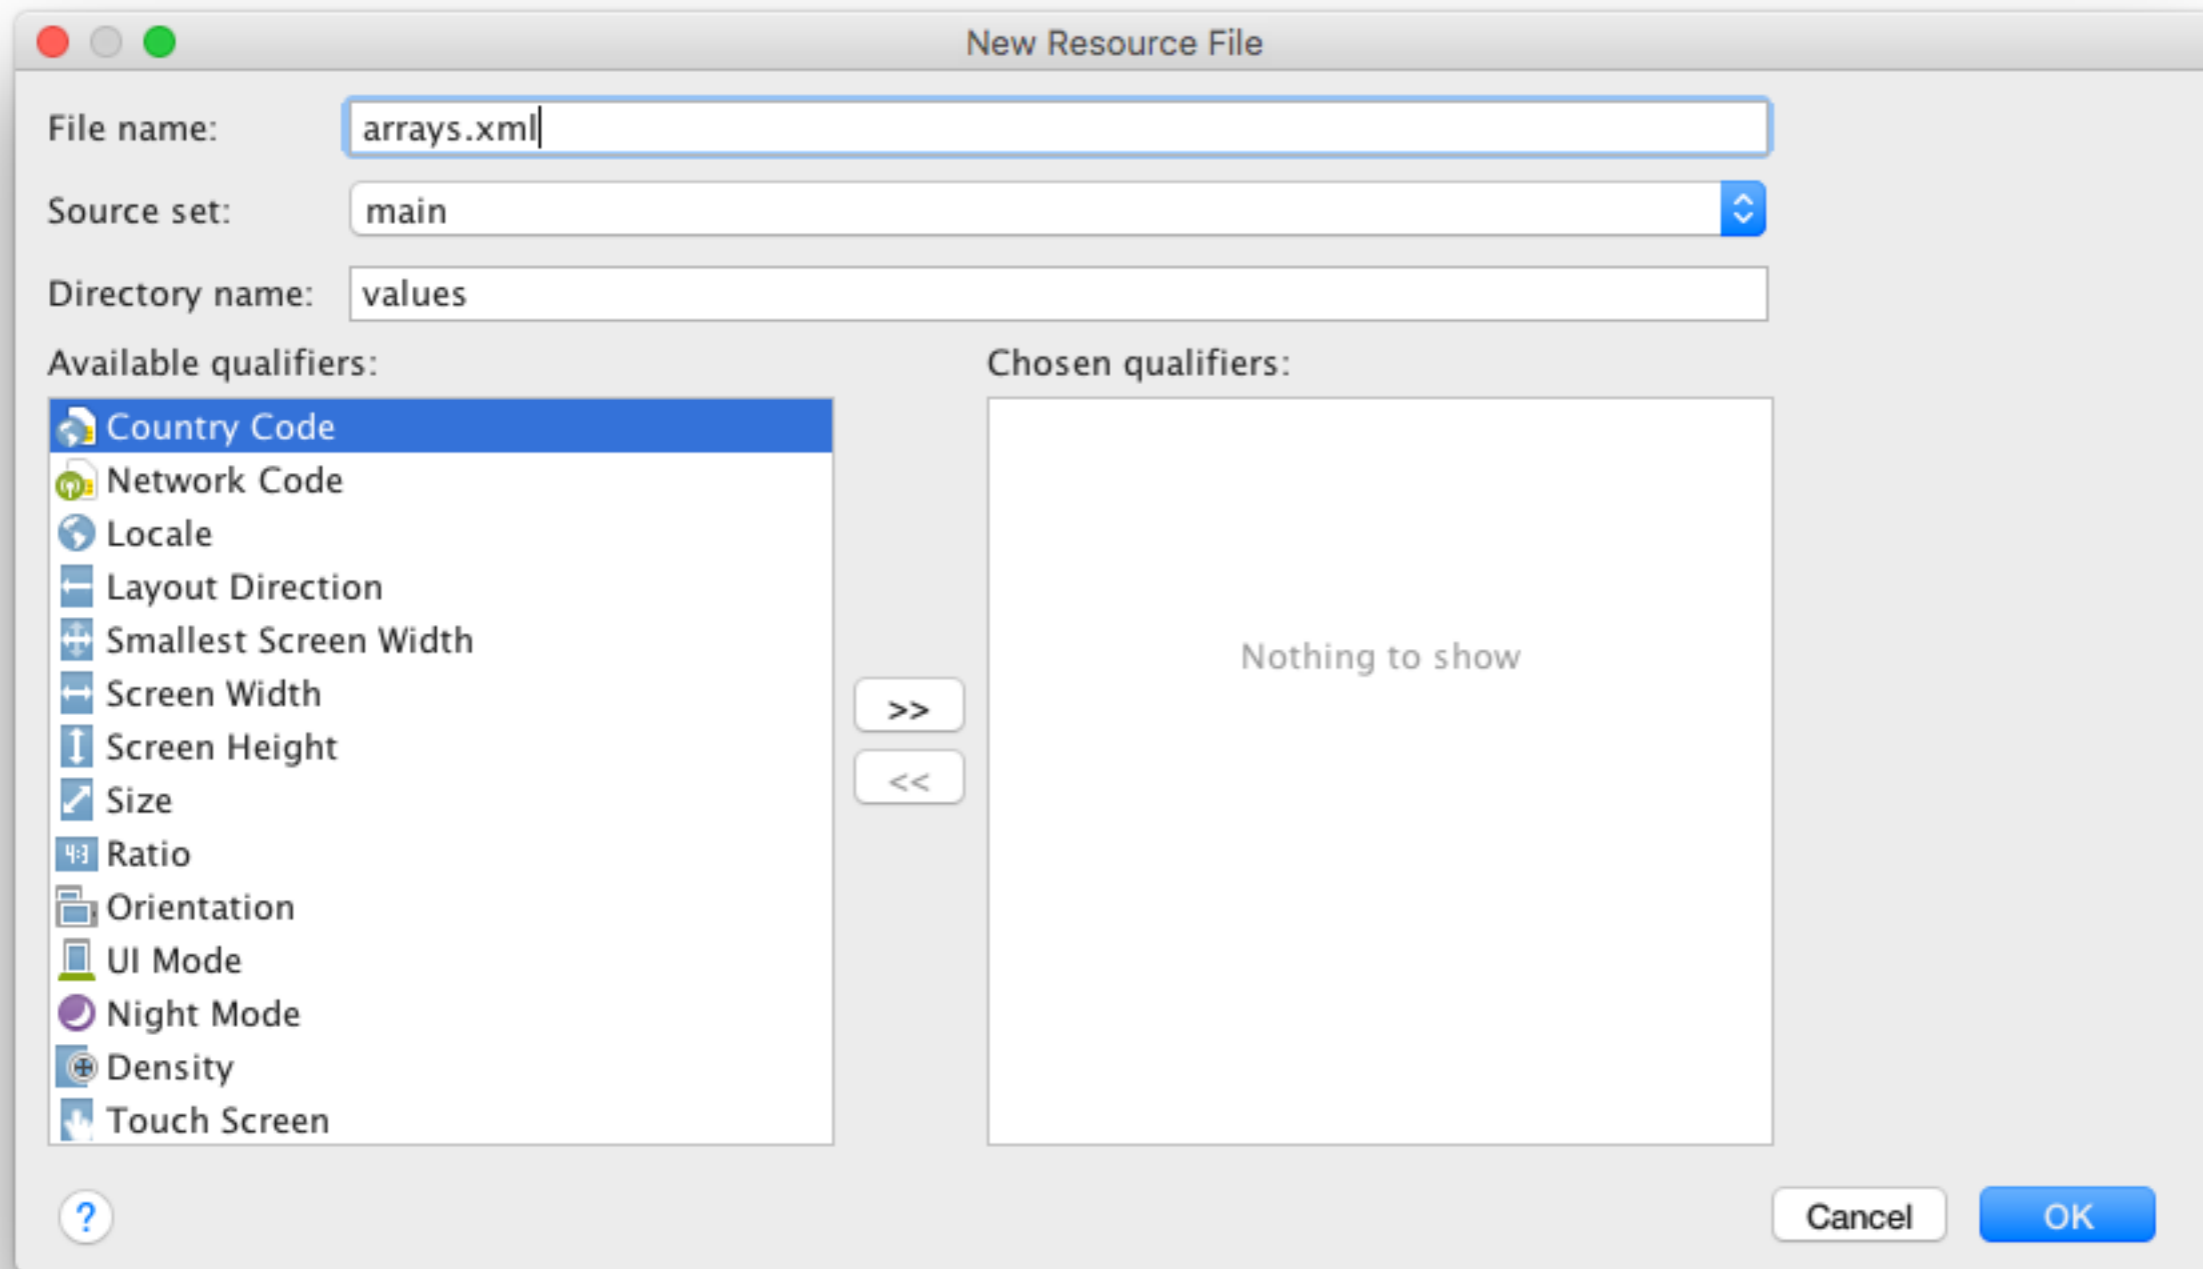 New Resource File
File name: arrays.xml
Source set: main
Directory name: values
Available qualifiers: Chosen qualifiers:
Country Code
Network Code
Locale
Layout Direction
Smallest Screen Width
Nothing to show
Screen Width
>>
Screen Height
<<
Size
4:3 Ratio
Orientation
UI Mode
Night Mode
Density
Touch Screen
? Cancel OK